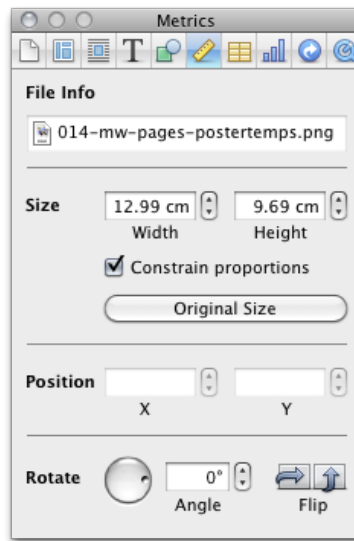 Metrics
T
File Info
014-mw-pages-postertemps.png
Size 12.99 cm 9.69 cm
Width Height
Constrain proportions
Original Size
Position
X Y
Rotate 0°
Angle Flip